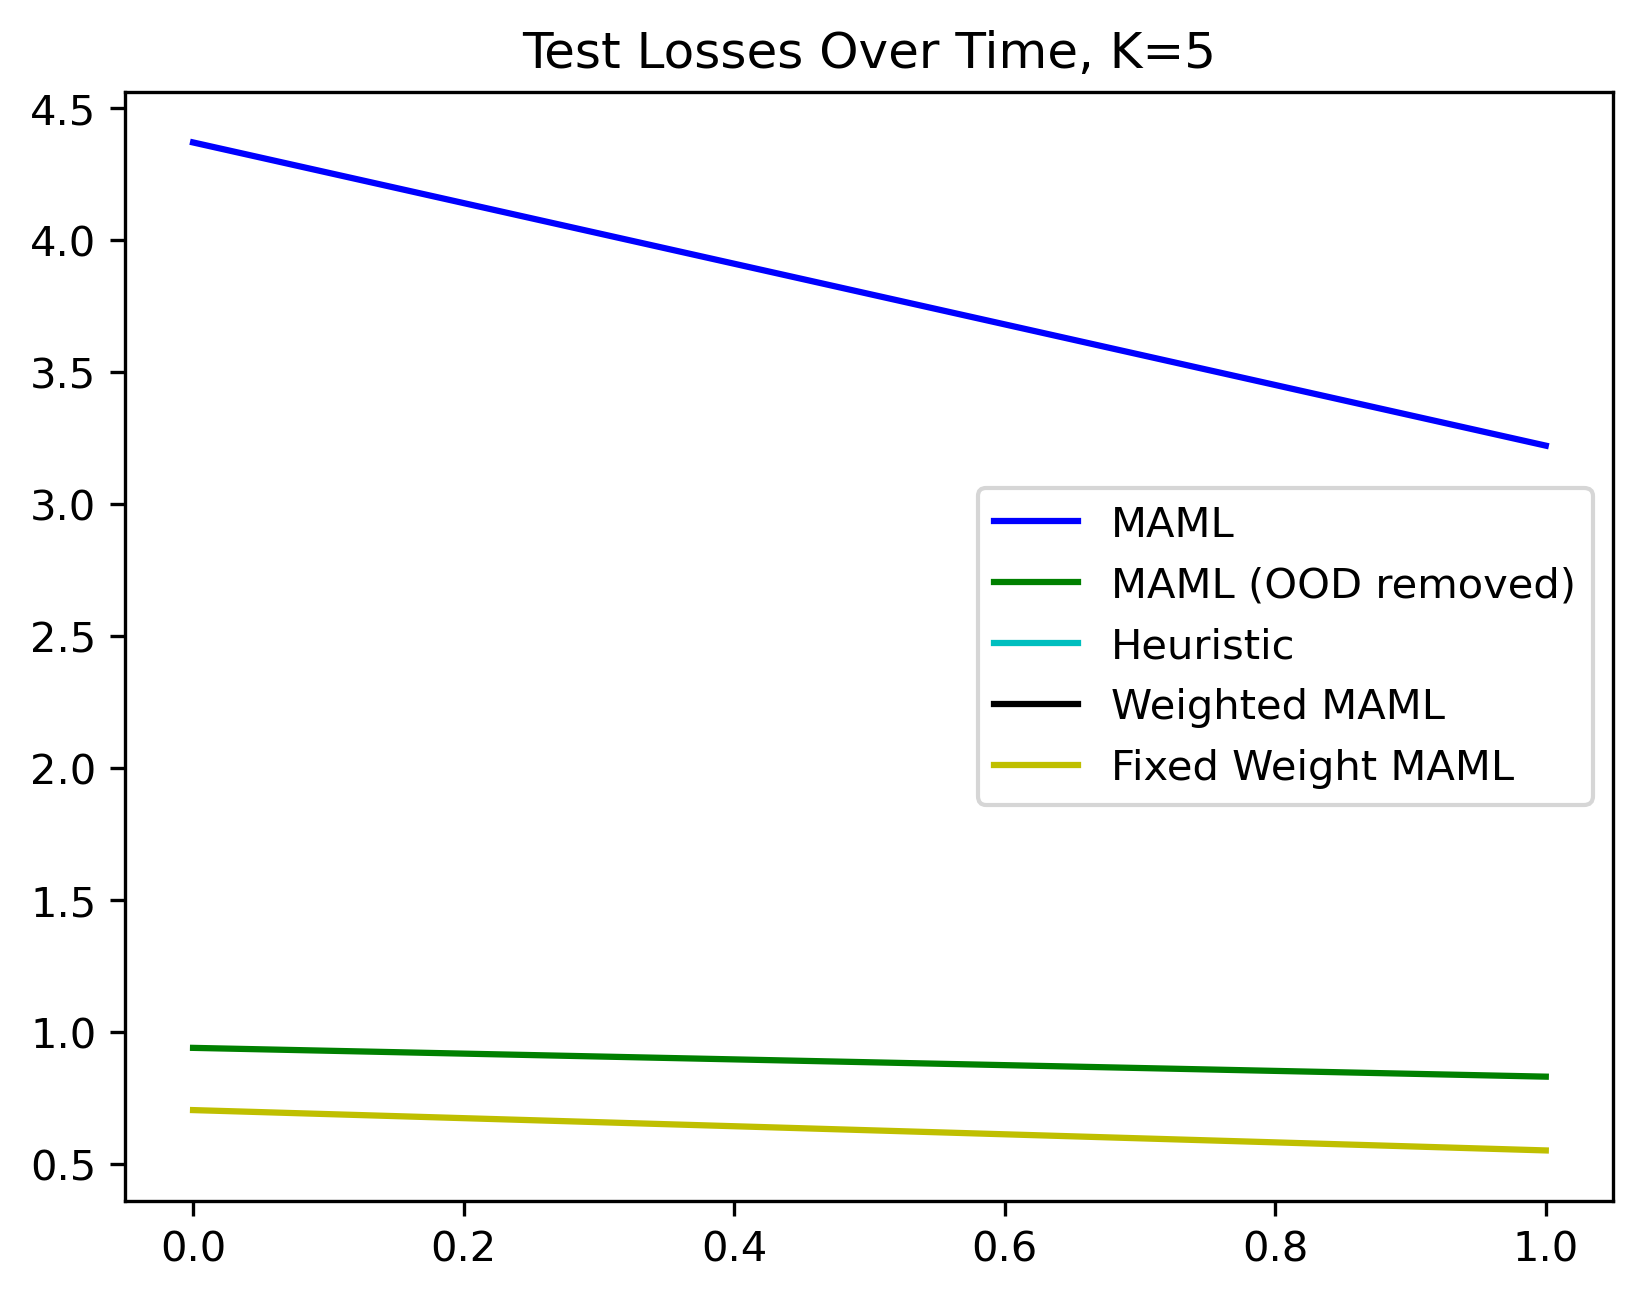 Test Losses Over Time, K=5
4.5
4.0
3.5
3.0
2.5
2.0
1.5
1.0
0.5
MAML
MAML (OOD removed)
Heuristic
Weighted MAML
Fixed Weight MAML
0.0 0.2 0.4 0.6 0.8 1.0